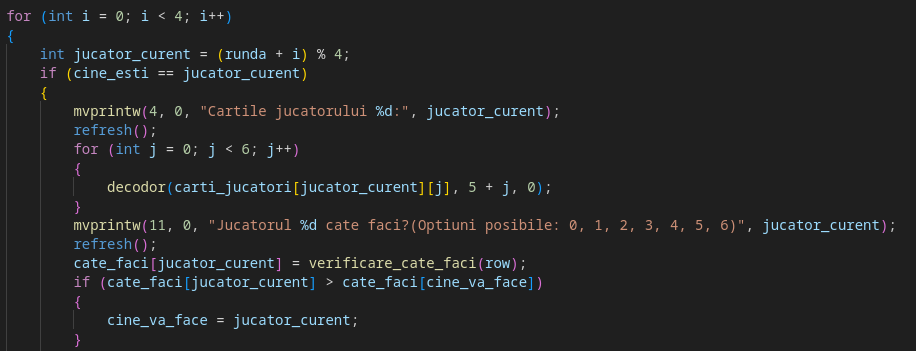 for (int i = 0; i < 4; i++)
{
    int jucator_curent = (runda + i) % 4;
    if (cine_esti == jucator_curent)
    {
        mvprintw(4, 0, "Cartile jucatorului %d:", jucator_curent);
        refresh();
        for (int j = 0; j < 6; j++)
        {
            decodor(carti_jucatori[jucator_curent][j], 5 + j, 0);
        }
        mvprintw(11, 0, "Jucatorul %d cate faci?(Optiuni posibile: 0, 1, 2, 3, 4, 5, 6)", jucator_curent);
        refresh();
        cate_faci[jucator_curent] = verificare_cate_faci(row);
        if (cate_faci[jucator_curent] > cate_faci[cine_va_face])
        {
            cine_va_face = jucator_curent;
        }